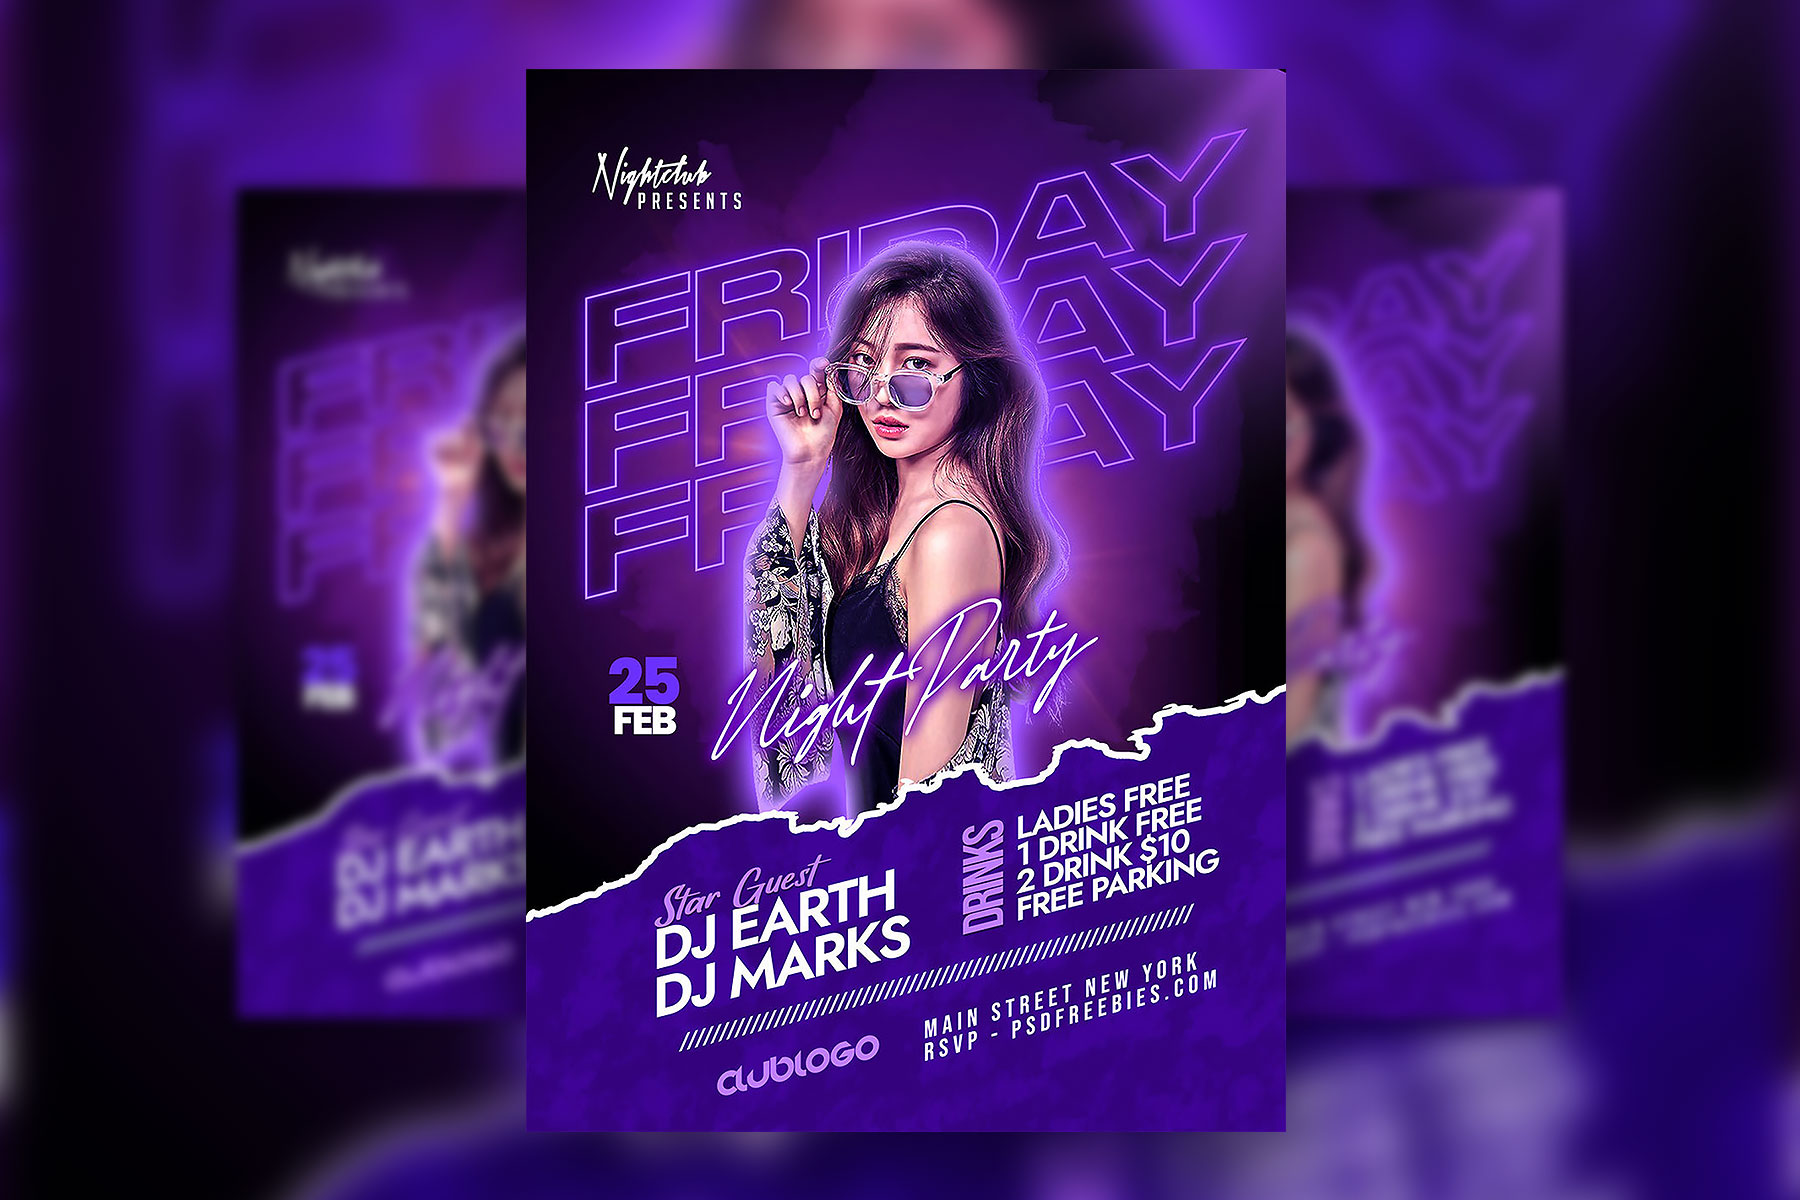 Nightclub
PRESENTS
FRIDAY
FRIDAY
FRIDAY
25
FEB
Night Party
Star Guest
DJ EARTH
DJ MARKS
DRINKS
LADIES FREE
1 DRINK FREE
2 DRINK $10
FREE PARKING
MAIN STREET NEW YORK
RSVP - PSDFREEBIES.COM
CLUBLOGO